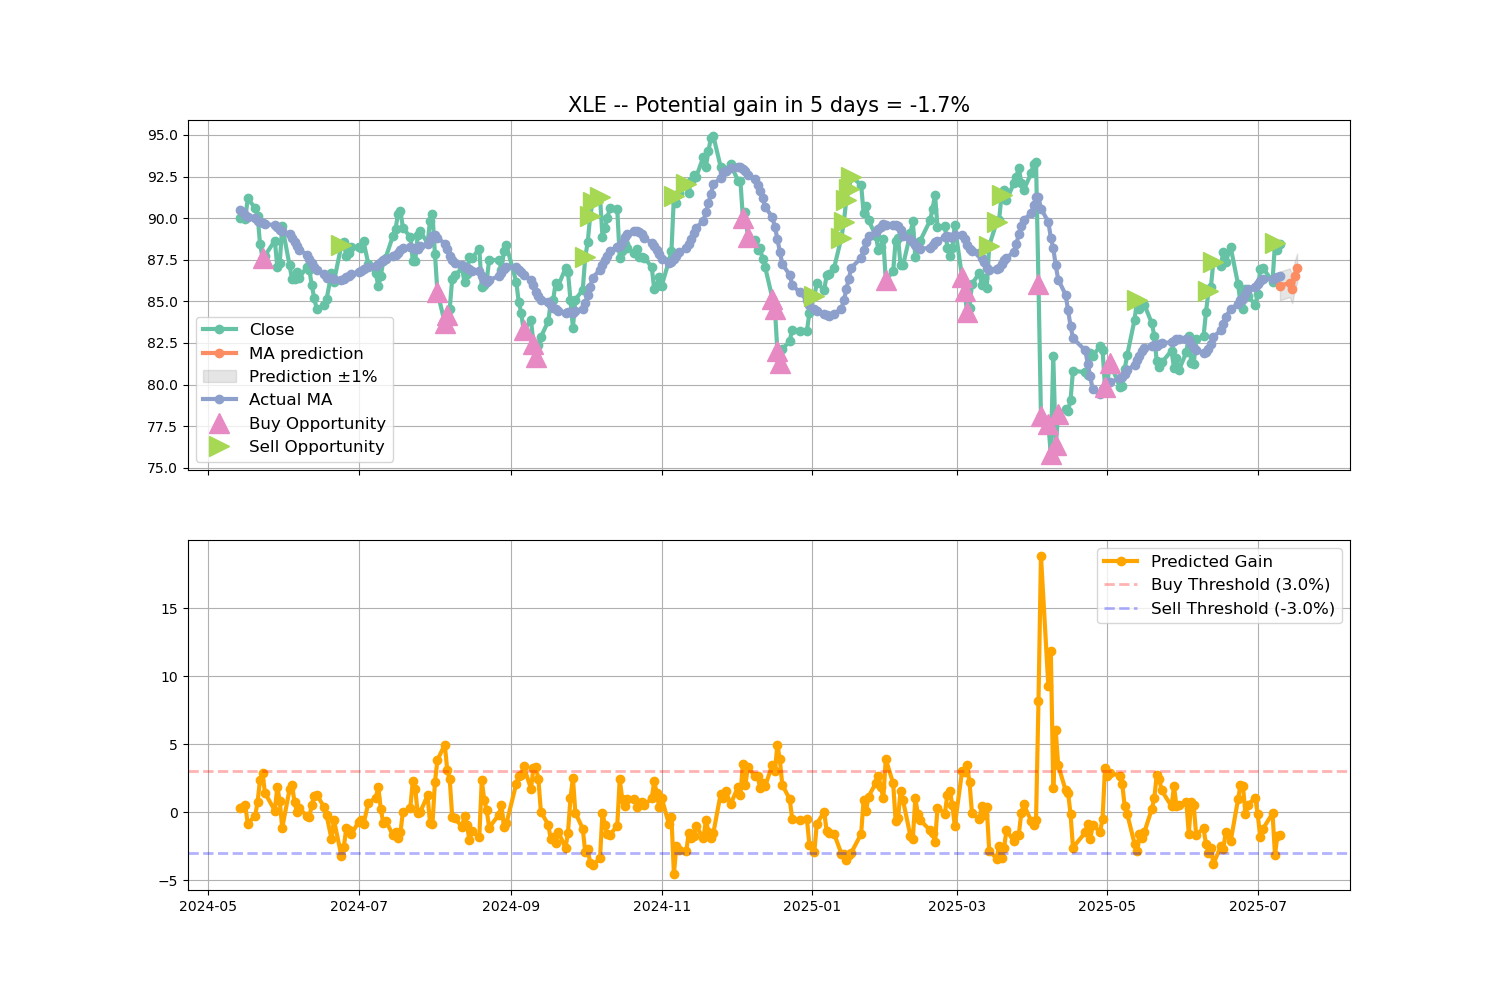 XLE -- Potential gain in 5 days = -1.7%
95.0
92.5
90.0
87.5
85.0
82.5
80.0
77.5
75.0
Close
MA prediction
Prediction ±1%
Actual MA
Buy Opportunity
Sell Opportunity
15
10
5
0
−5
Predicted Gain
Buy Threshold (3.0%)
Sell Threshold (-3.0%)
2024-05
2024-07
2024-09
2024-11
2025-01
2025-03
2025-05
2025-07